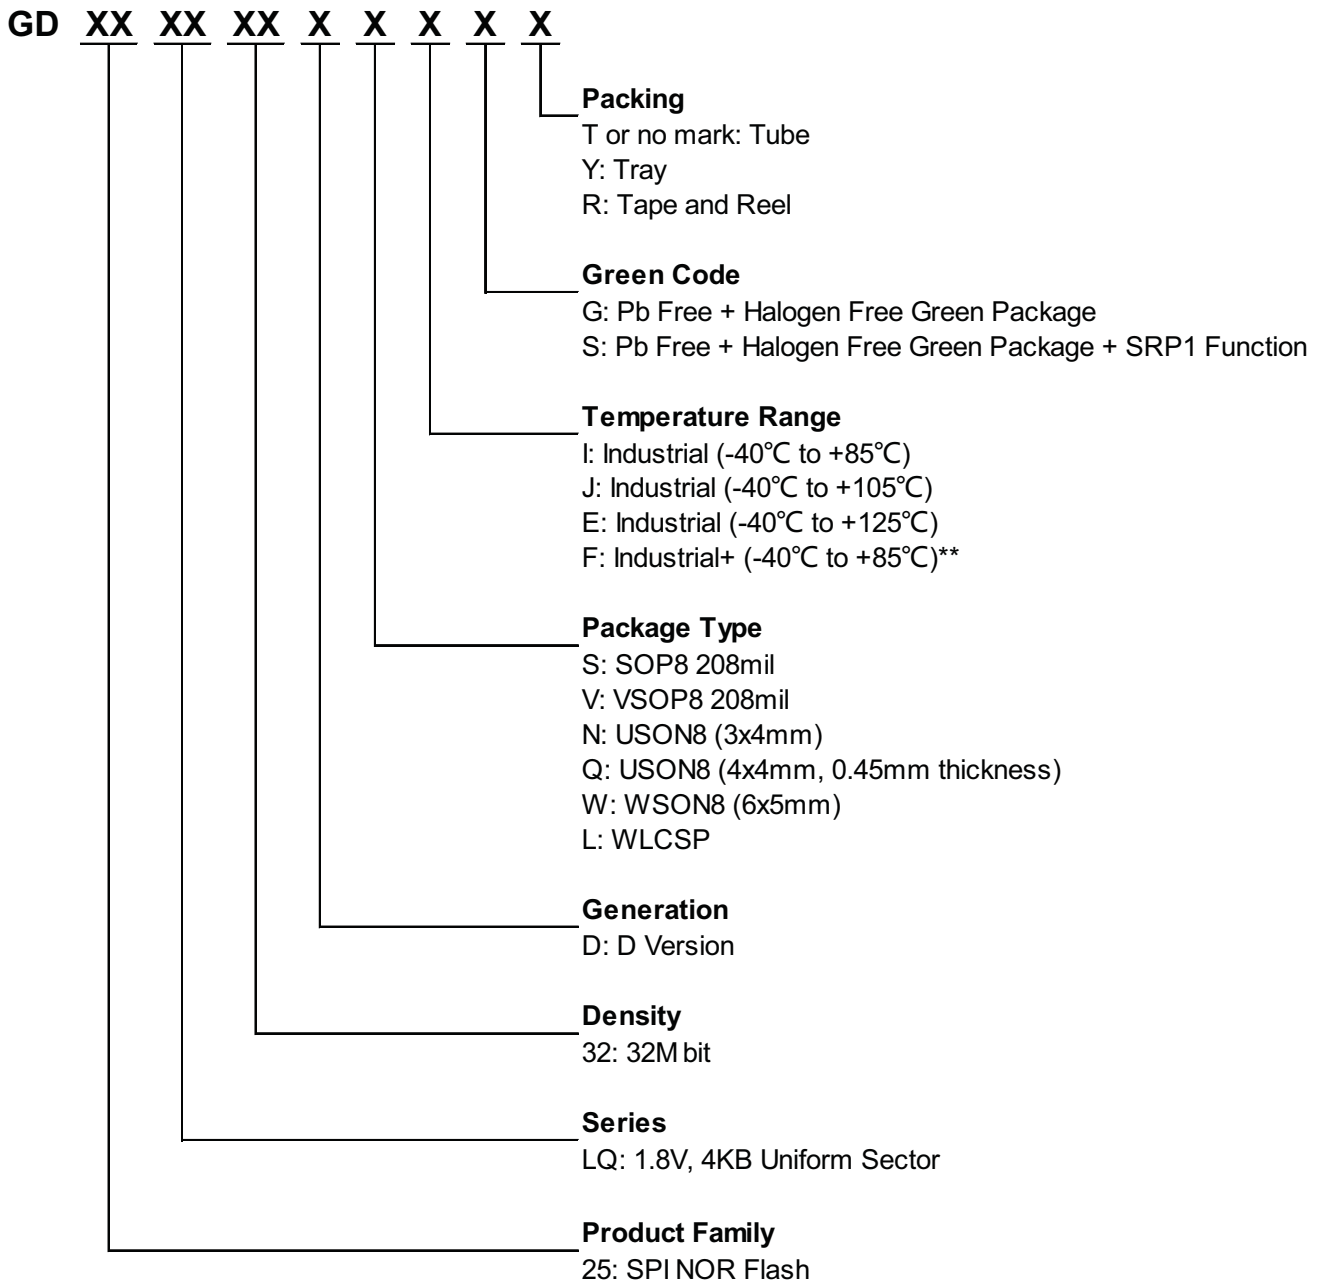 GD XX XX XX X X X X X
Packing
T or no mark: Tube
Y: Tray
R: Tape and Reel
Green Code
G: Pb Free + Halogen Free Green Package
S: Pb Free + Halogen Free Green Package + SRP1 Function
Temperature Range
I: Industrial (-40℃ to +85℃)
J: Industrial (-40℃ to +105℃)
E: Industrial (-40℃ to +125℃)
F: Industrial+ (-40℃ to +85℃)**
Package Type
S: SOP8 208mil
V: VSOP8 208mil
N: USON8 (3x4mm)
Q: USON8 (4x4mm, 0.45mm thickness)
W: WSON8 (6x5mm)
L: WLCSP
Generation
D: D Version
Density
32: 32M bit
Series
LQ: 1.8V, 4KB Uniform Sector
Product Family
25: SPI NOR Flash